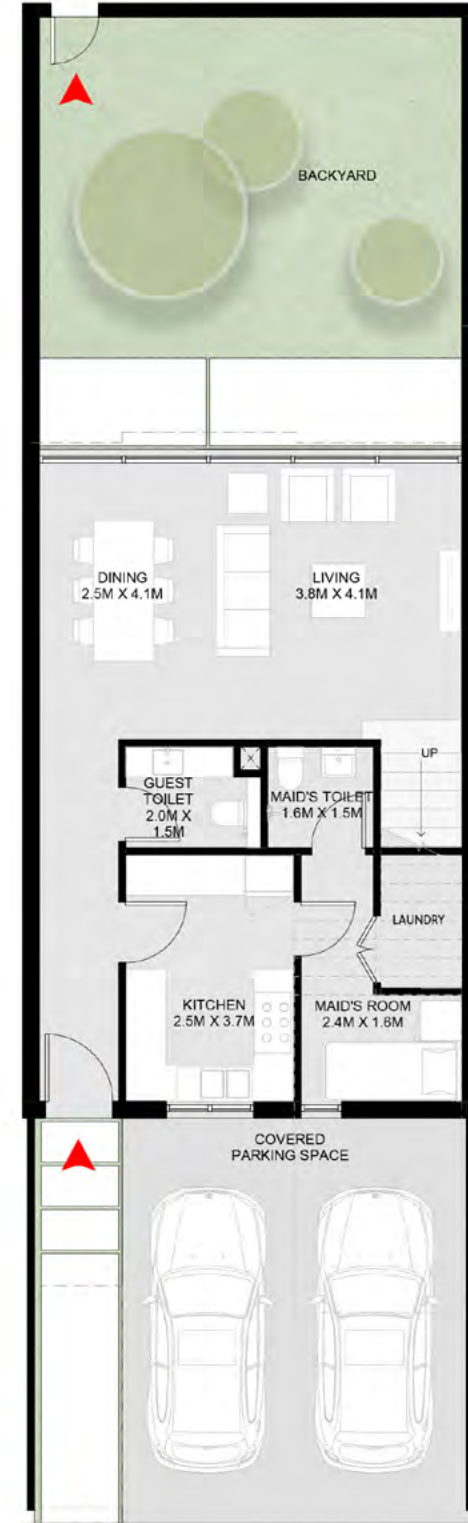 BACKYARD
DINING
2.5M X 4.1M
LIVING
3.8M X 4.1M
UP
GUEST
TOILET
2.0M X
1.5M
MAID'S TOILET
1.6M X 1.5M
LAUNDRY
KITCHEN
2.5M X 3.7M
MAID'S ROOM
2.4M X 1.6M
COVERED
PARKING SPACE